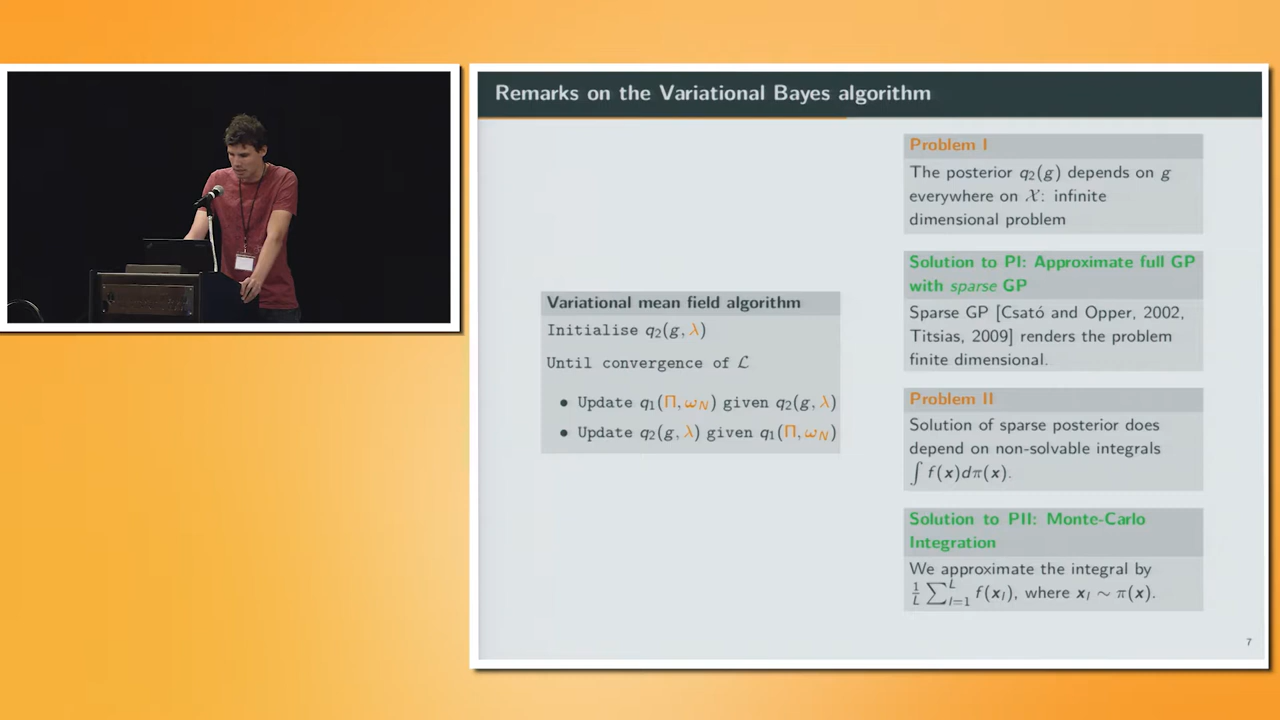 Remarks on the Variational Bayes algorithm
Variational mean field algorithm
Initialise q₂(g, λ)
Until convergence of ℒ
• Update q₁(Π, ω_N) given q₂(g, λ)
• Update q₂(g, λ) given q₁(Π, ω_N)
Problem I
The posterior q₂(g) depends on g
everywhere on 𝒳: infinite
dimensional problem
Solution to PI: Approximate full GP
with sparse GP
Sparse GP [Csató and Opper, 2002,
Titsias, 2009] renders the problem
finite dimensional.
Problem II
Solution of sparse posterior does
depend on non-solvable integrals
∫ f(x)dπ(x).
Solution to PII: Monte-Carlo
Integration
We approximate the integral by
1/L ∑_{l=1}^{L} f(x_l), where x_l ∼ π(x).
7